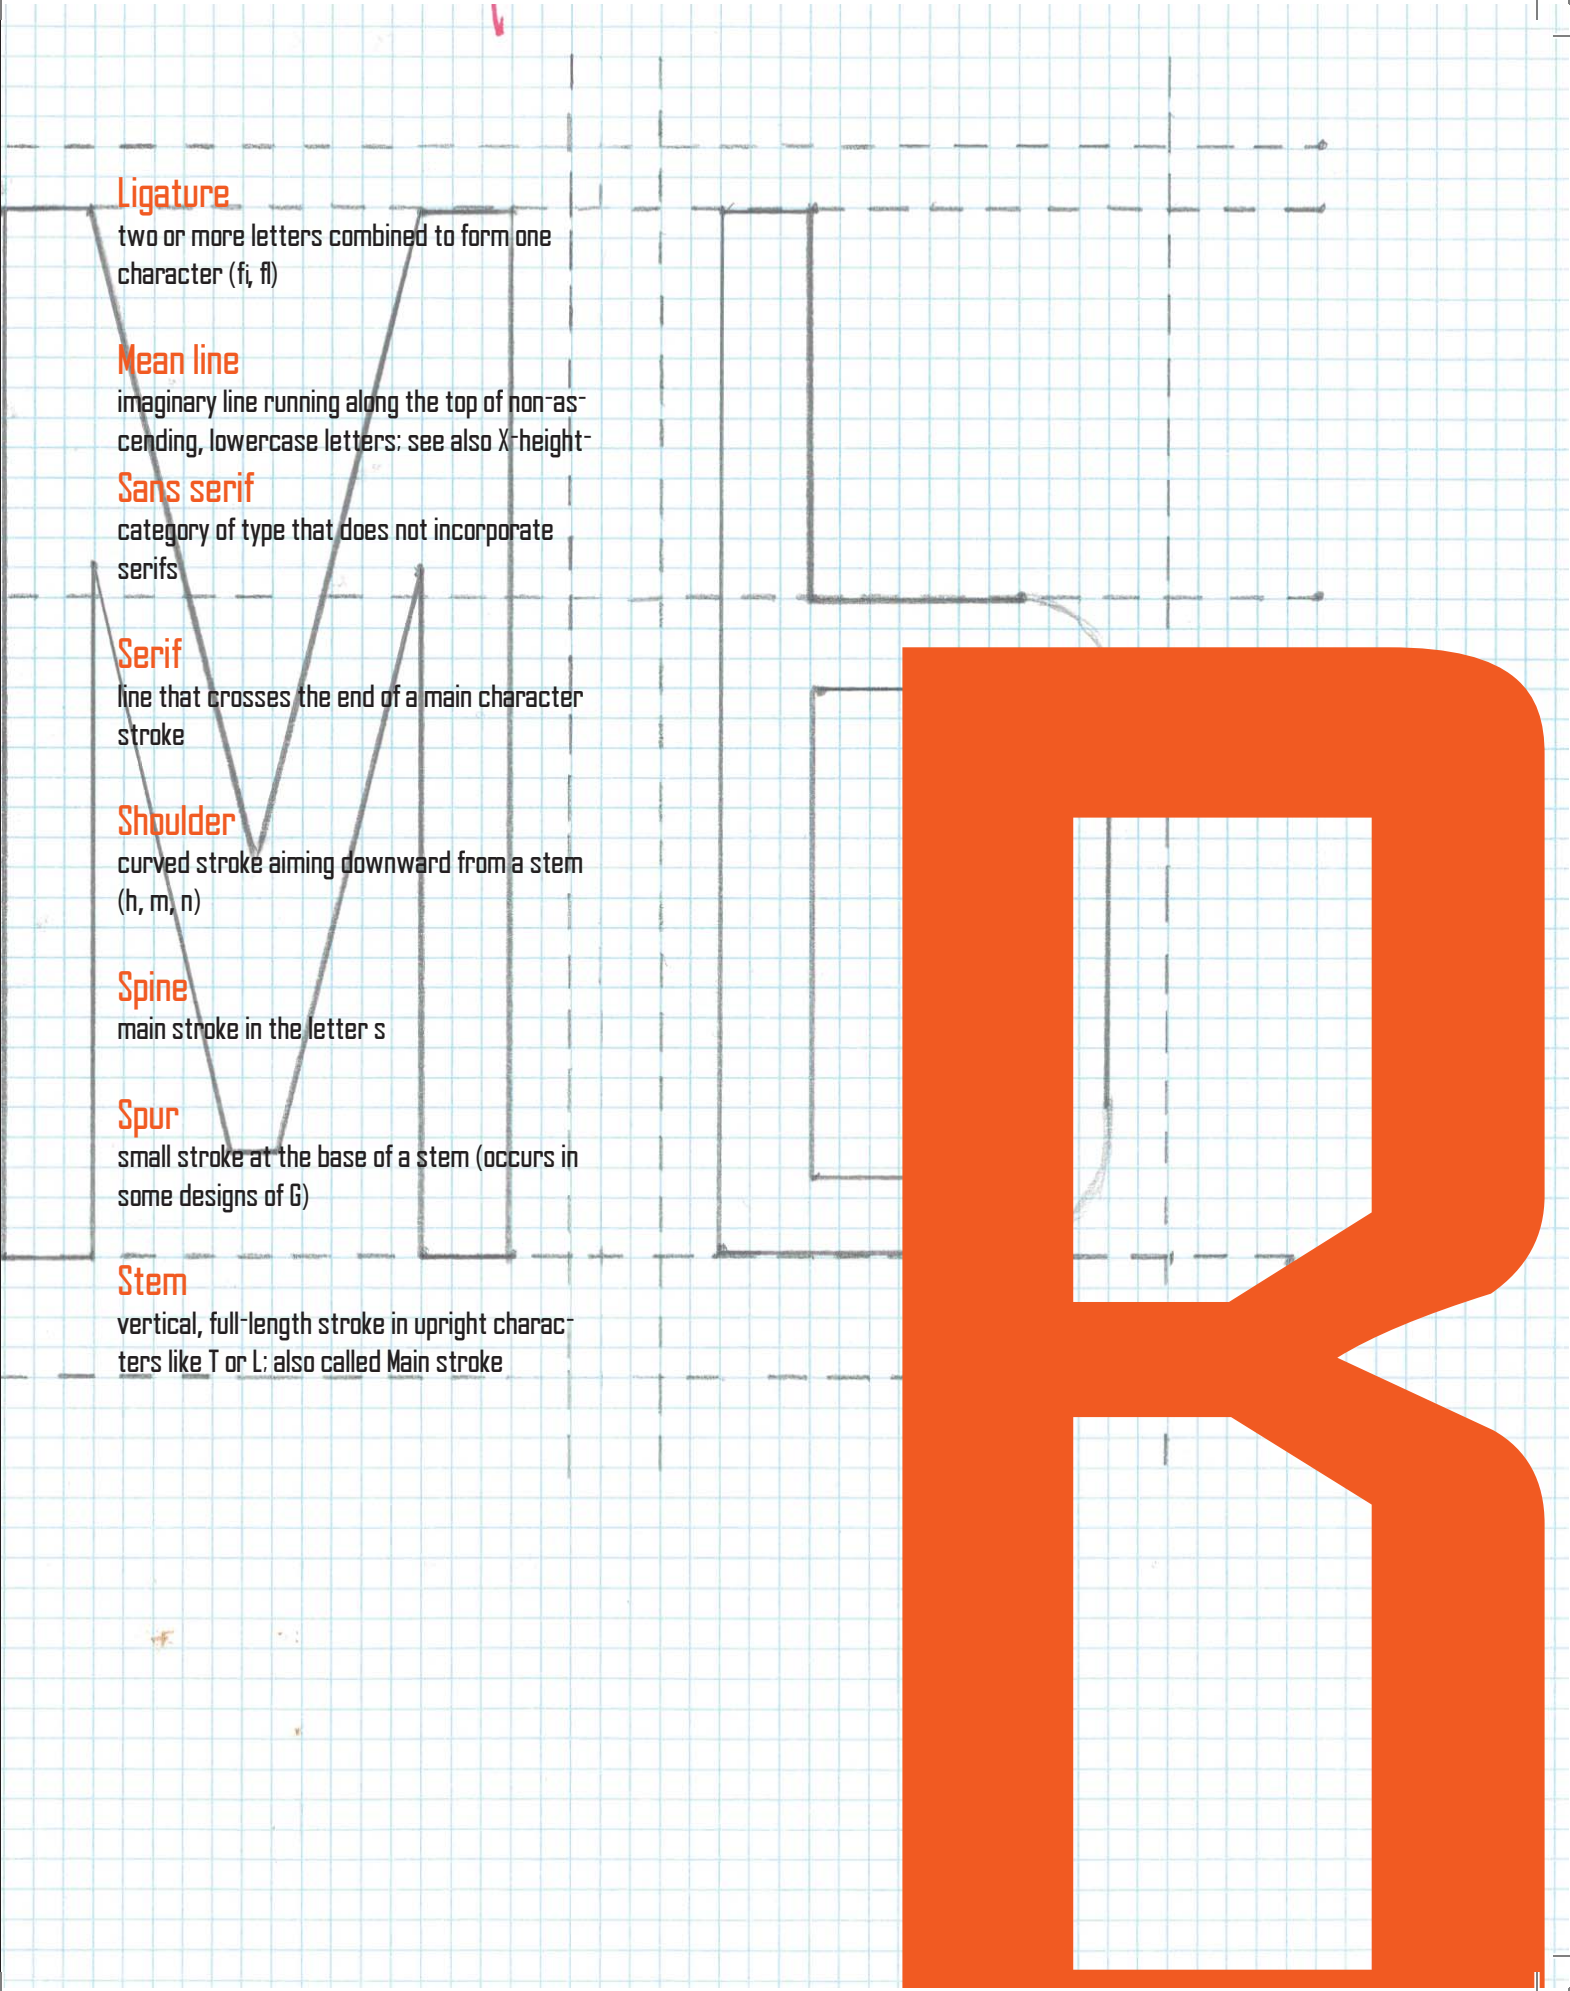 Ligature
two or more letters combined to form one
character (fi, fl)
Mean line
imaginary line running along the top of non-as-
cending, lowercase letters; see also X-height-
Sans serif
category of type that does not incorporate
serifs
Serif
line that crosses the end of a main character
stroke
Shoulder
curved stroke aiming downward from a stem
(h, m, n)
Spine
main stroke in the letter s
Spur
small stroke at the base of a stem (occurs in
some designs of G)
Stem
vertical, full-length stroke in upright charac-
ters like T or L; also called Main stroke